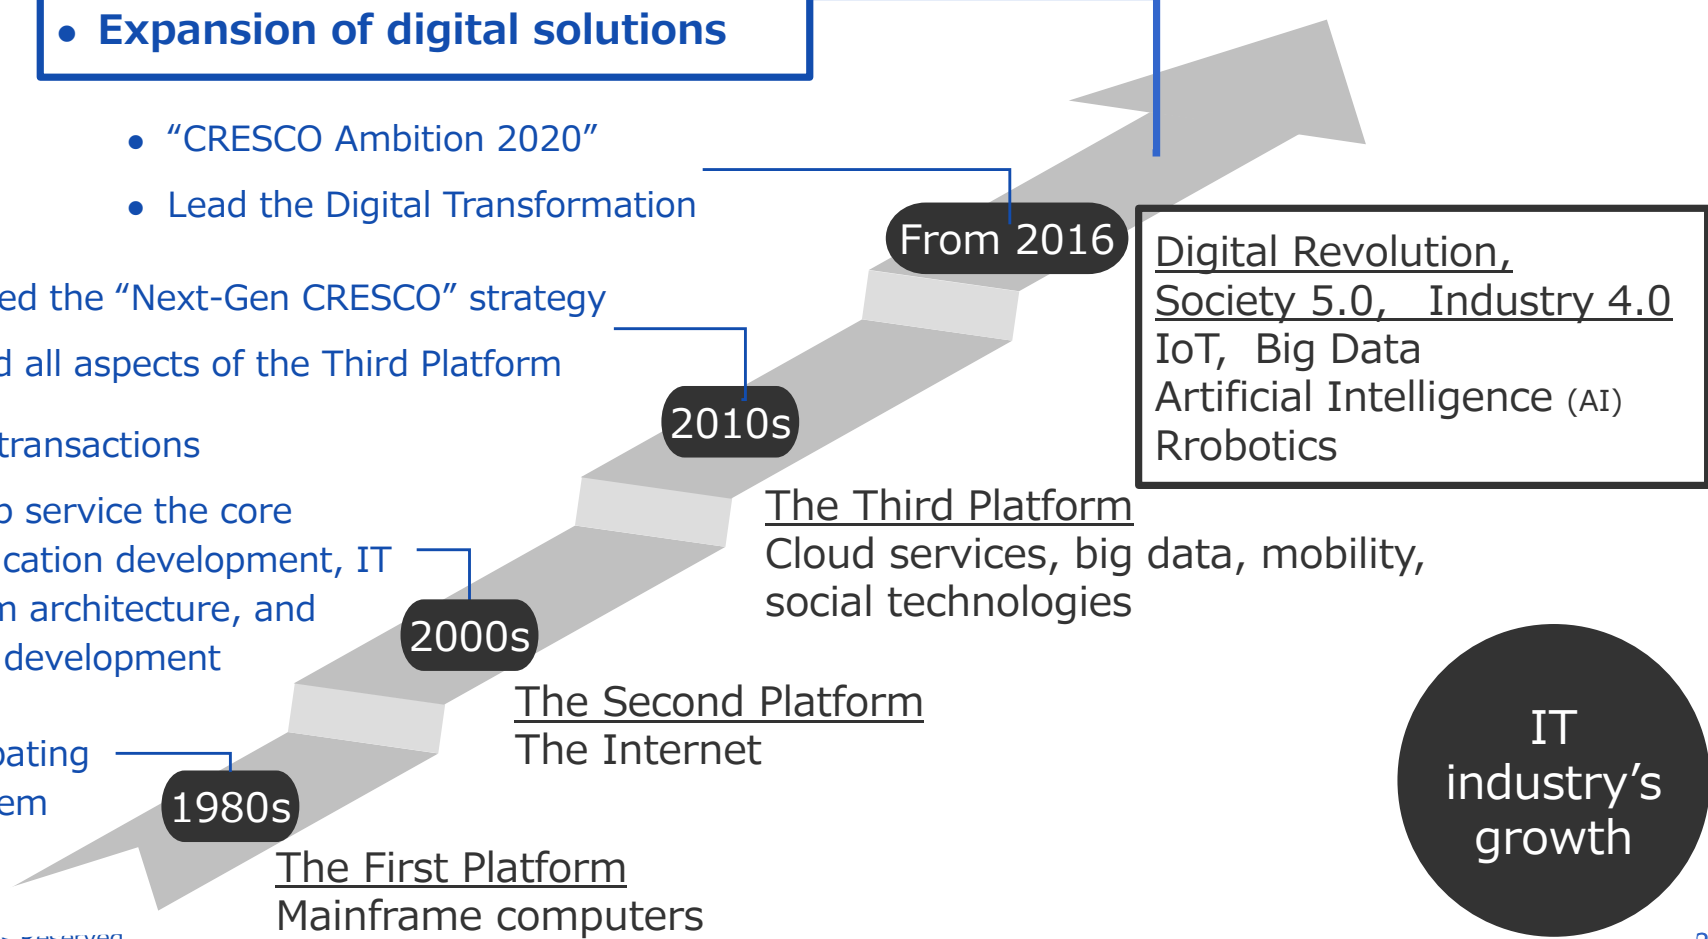 ● Expansion of digital solutions
● “CRESCO Ambition 2020”
● Lead the Digital Transformation
From 2016
Digital Revolution,
Society 5.0, Industry 4.0
IoT, Big Data
Artificial Intelligence (AI)
Rrobotics
ed the “Next-Gen CRESCO” strategy
d all aspects of the Third Platform
2010s
transactions
The Third Platform
Cloud services, big data, mobility,
social technologies
service the core
cation development, IT
m architecture, and
development
2000s
The Second Platform
The Internet
pating
em
1980s
The First Platform
Mainframe computers
IT
industry’s
growth